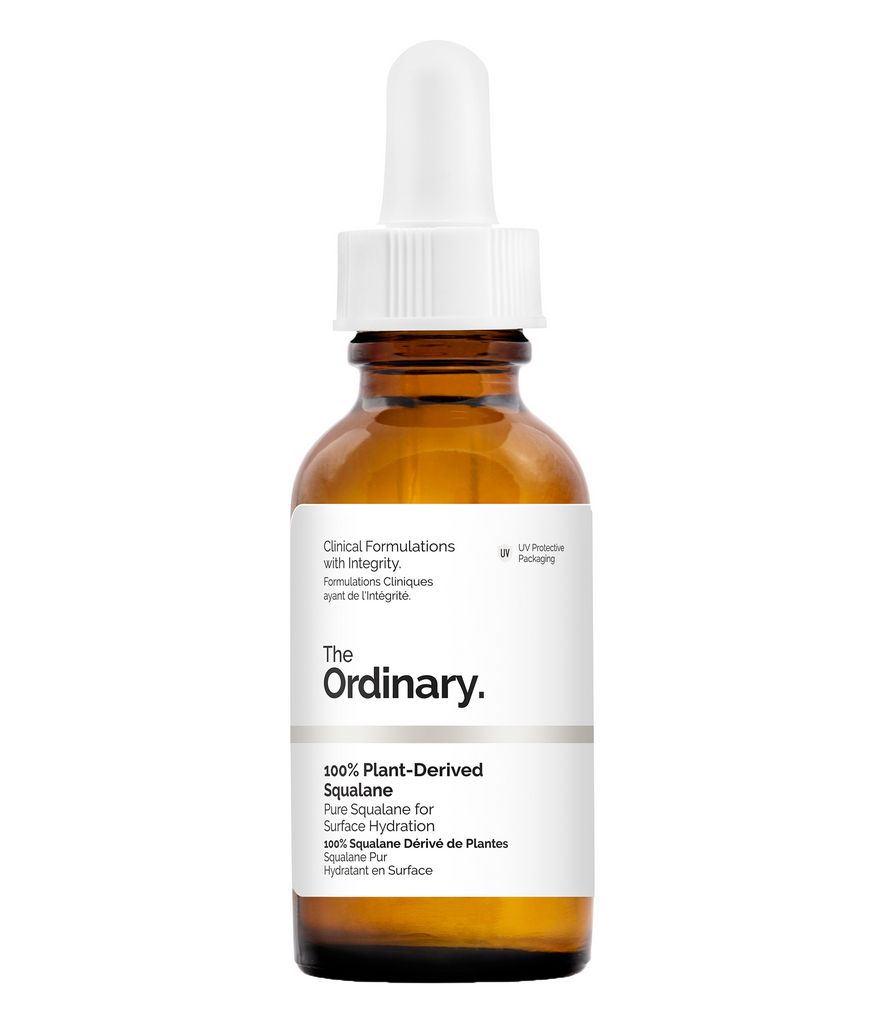 Clinical Formulations
with Integrity.
Formulations Cliniques
ayant de l'Intégrité.
UV
UV Protective
Packaging
The
Ordinary.
100% Plant-Derived
Squalane
Pure Squalane for
Surface Hydration
100% Squalane Dérivé de Plantes
Squalane Pur
Hydratant en Surface